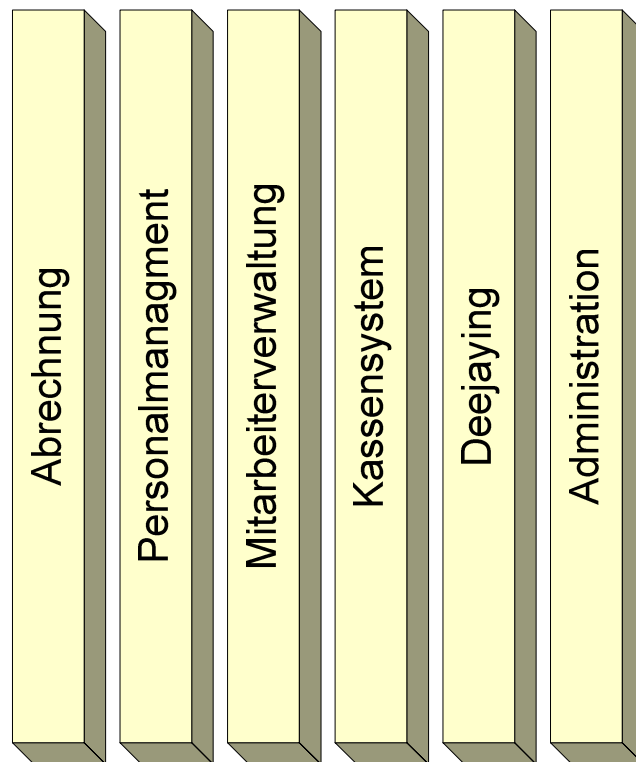 Abrechnung
Personalmanagment
Mitarbeiterverwaltung
Kassensystem
Deejaying
Administration